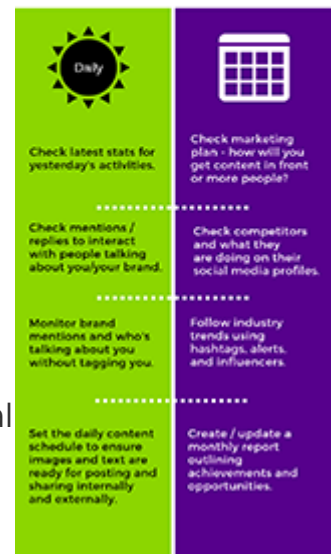 Daily
Check latest stats for
yesterday's activities.
Check mentions /
replies to interact
with people talking
about you/your brand.
Monitor brand
mentions and who's
talking about you
without tagging you.
al
Set the daily content
schedule to ensure
images and text are
ready for posting and
sharing internally
and externally.
Check marketing
plan - how will you
get content in front
or more people?
Check competitors
and what they
are doing on their
social media profiles.
Follow industry
trends using
hashtags, alerts,
and influencers.
Create / update a
monthly report
outlining
achievements and
opportunities.